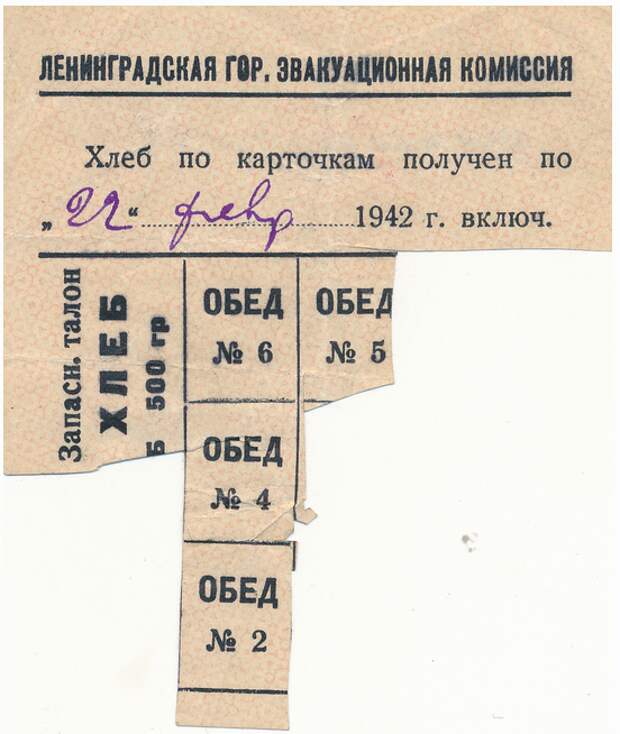 ЛЕНИНГРАДСКАЯ ГОР. ЭВАКУАЦИОННАЯ КОМИССИЯ
Хлеб по карточкам получен по
„22“ февр 1942 г. включ.
Запасн. талон
ХЛЕБ
Б 500 гр
ОБЕД
№ 6
ОБЕД
№ 5
ОБЕД
№ 4
ОБЕД
№ 2